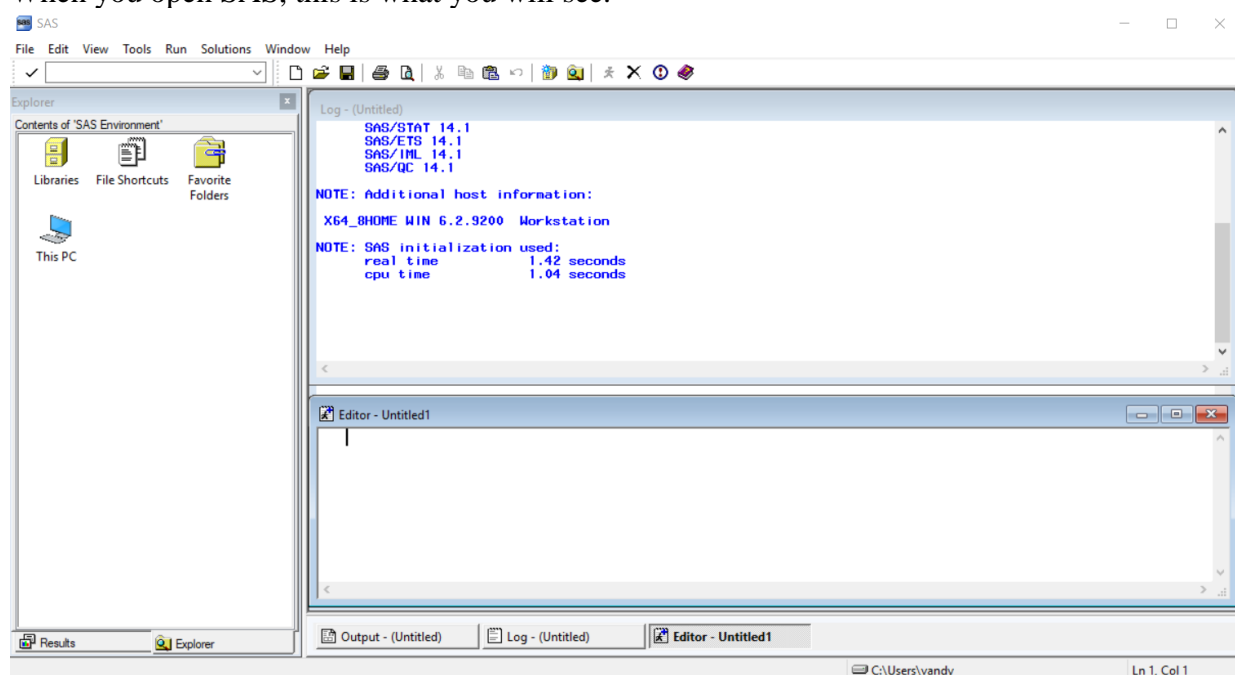 When you open SAS, this is what you will see:
SAS
File Edit View Tools Run Solutions Window Help
Explorer
Contents of 'SAS Environment'
Libraries File Shortcuts Favorite Folders
This PC
Log - (Untitled)
SAS/STAT 14.1
SAS/ETS 14.1
SAS/IML 14.1
SAS/QC 14.1
NOTE: Additional host information:
X64_8HOME WIN 6.2.9200 Workstation
NOTE: SAS initialization used:
real time 1.42 seconds
cpu time 1.04 seconds
Editor - Untitled1
Results Explorer
Output - (Untitled) Log - (Untitled) Editor - Untitled1
C:\Users\vandy Ln 1, Col 1